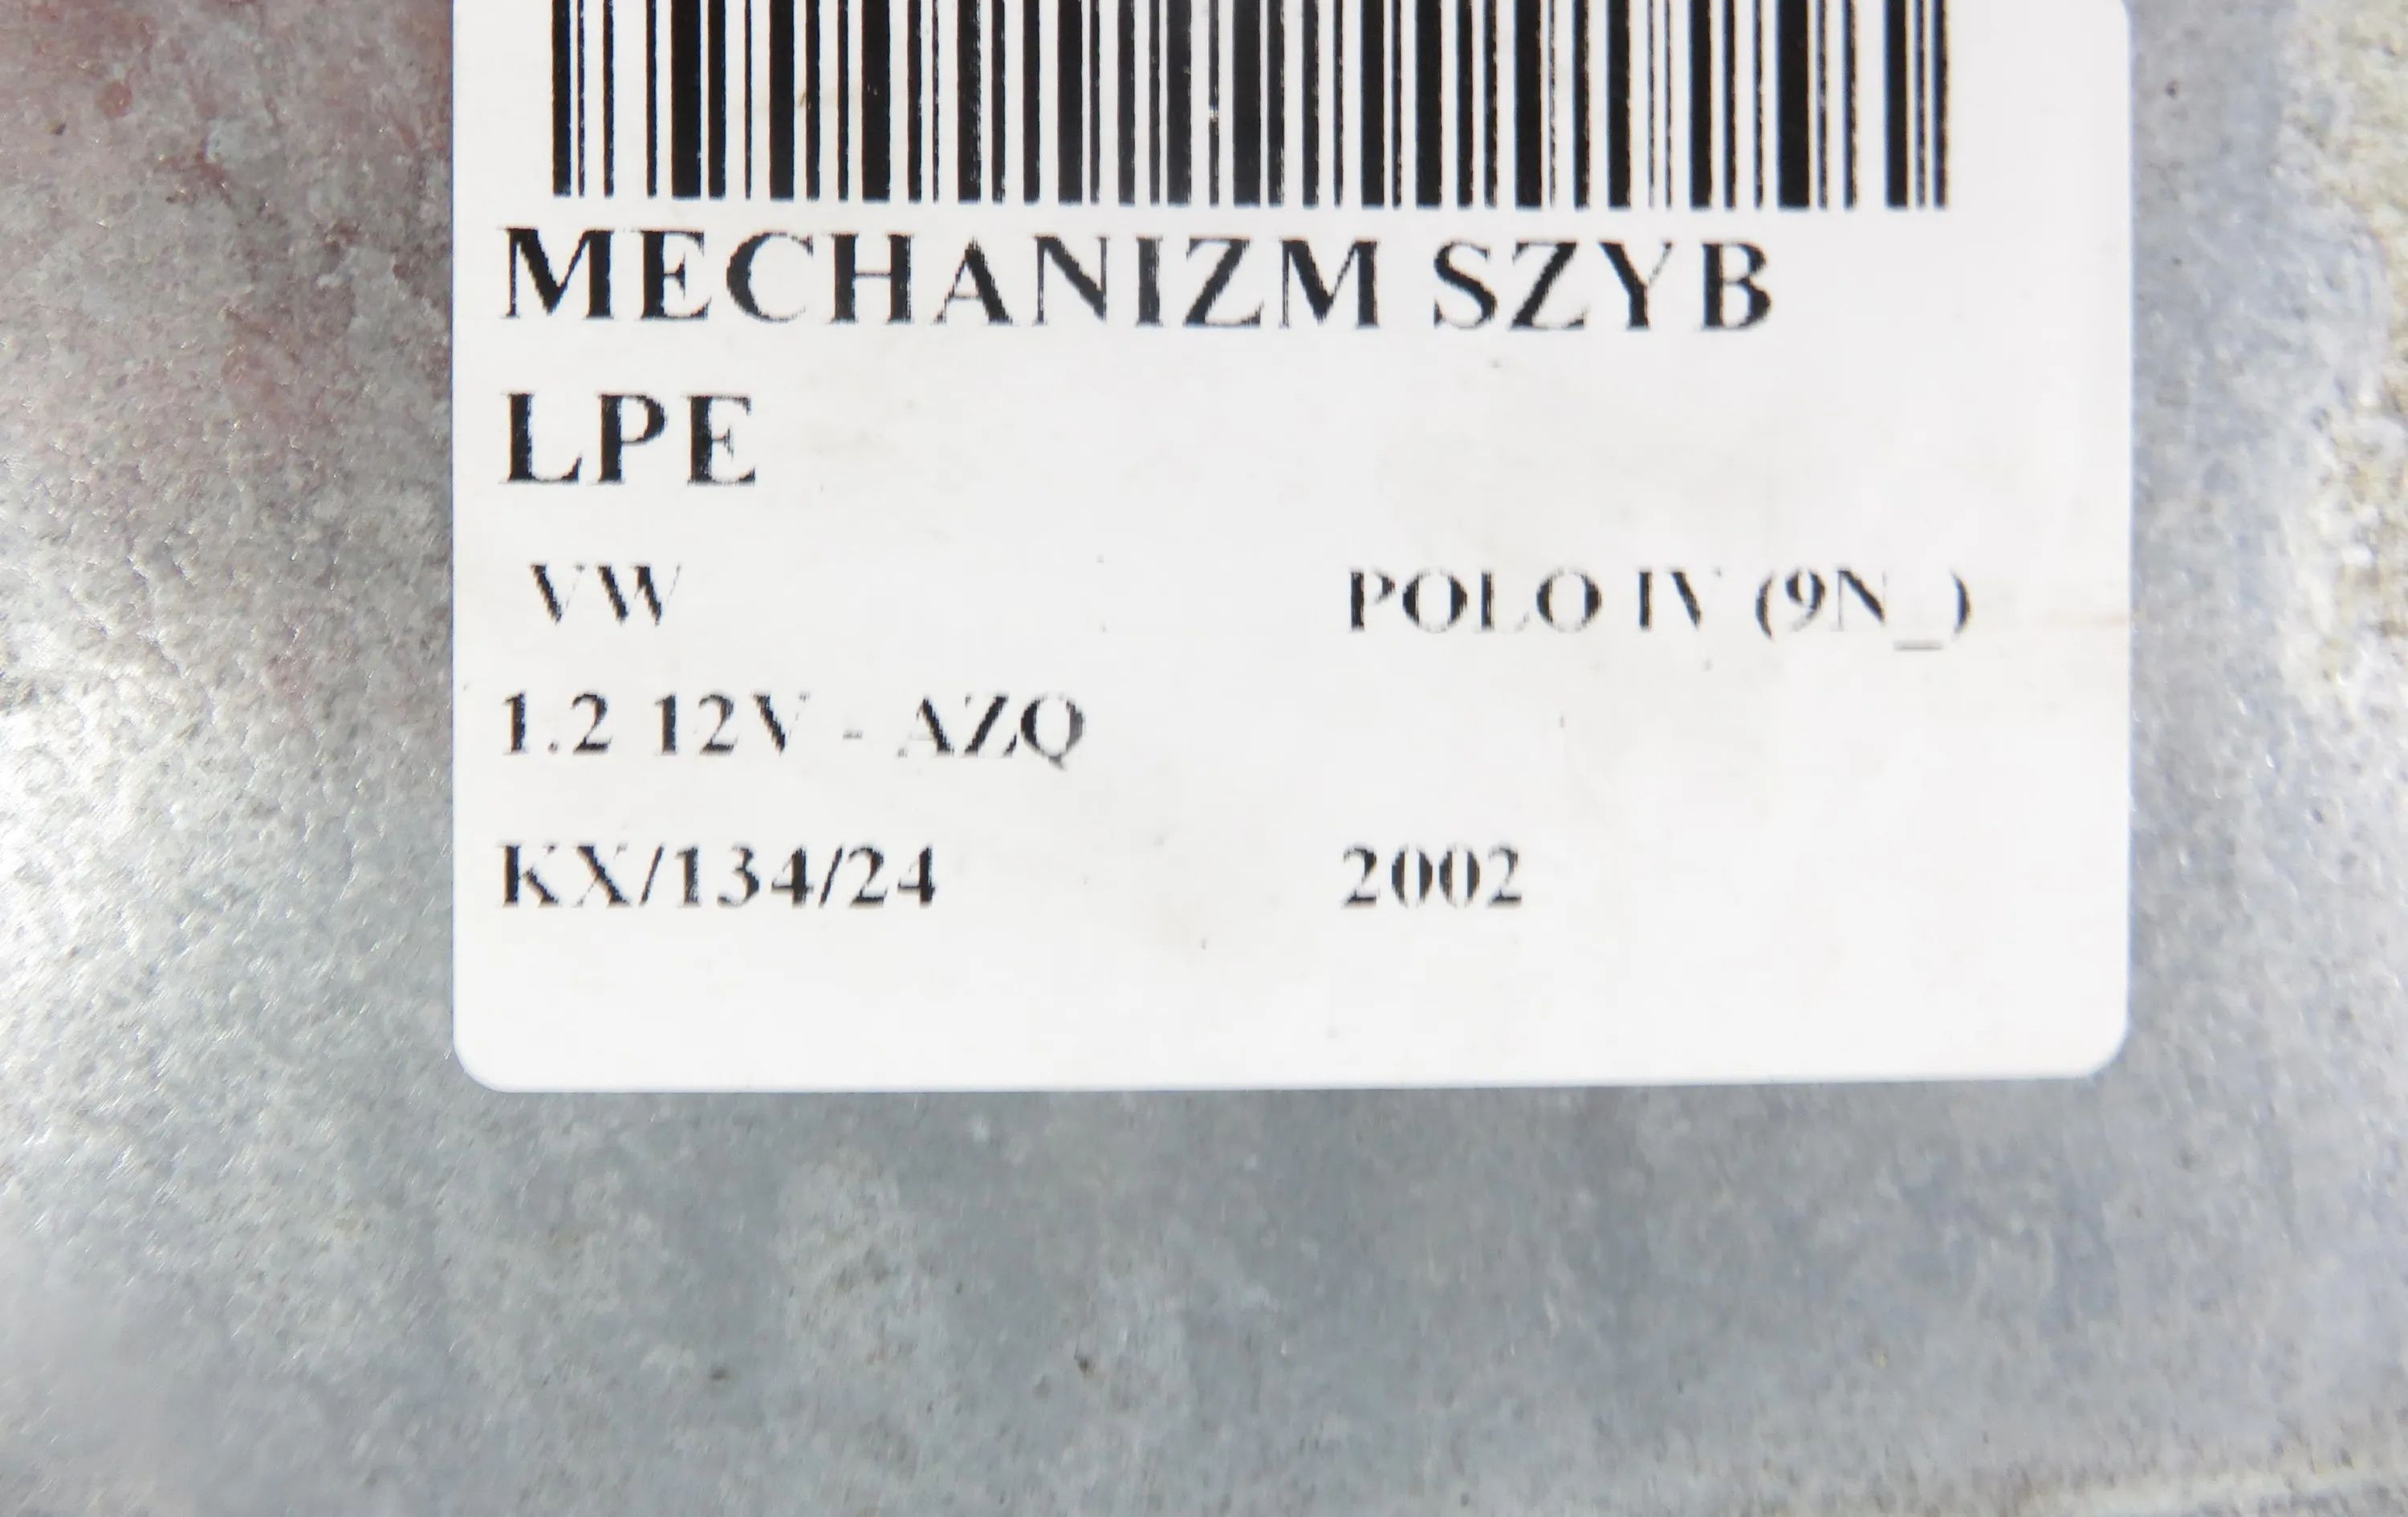 MECHANIZM SZYB
LPE
VW POLO IV (9N_)
1.2 12V - AZQ
KX/134/24 2002